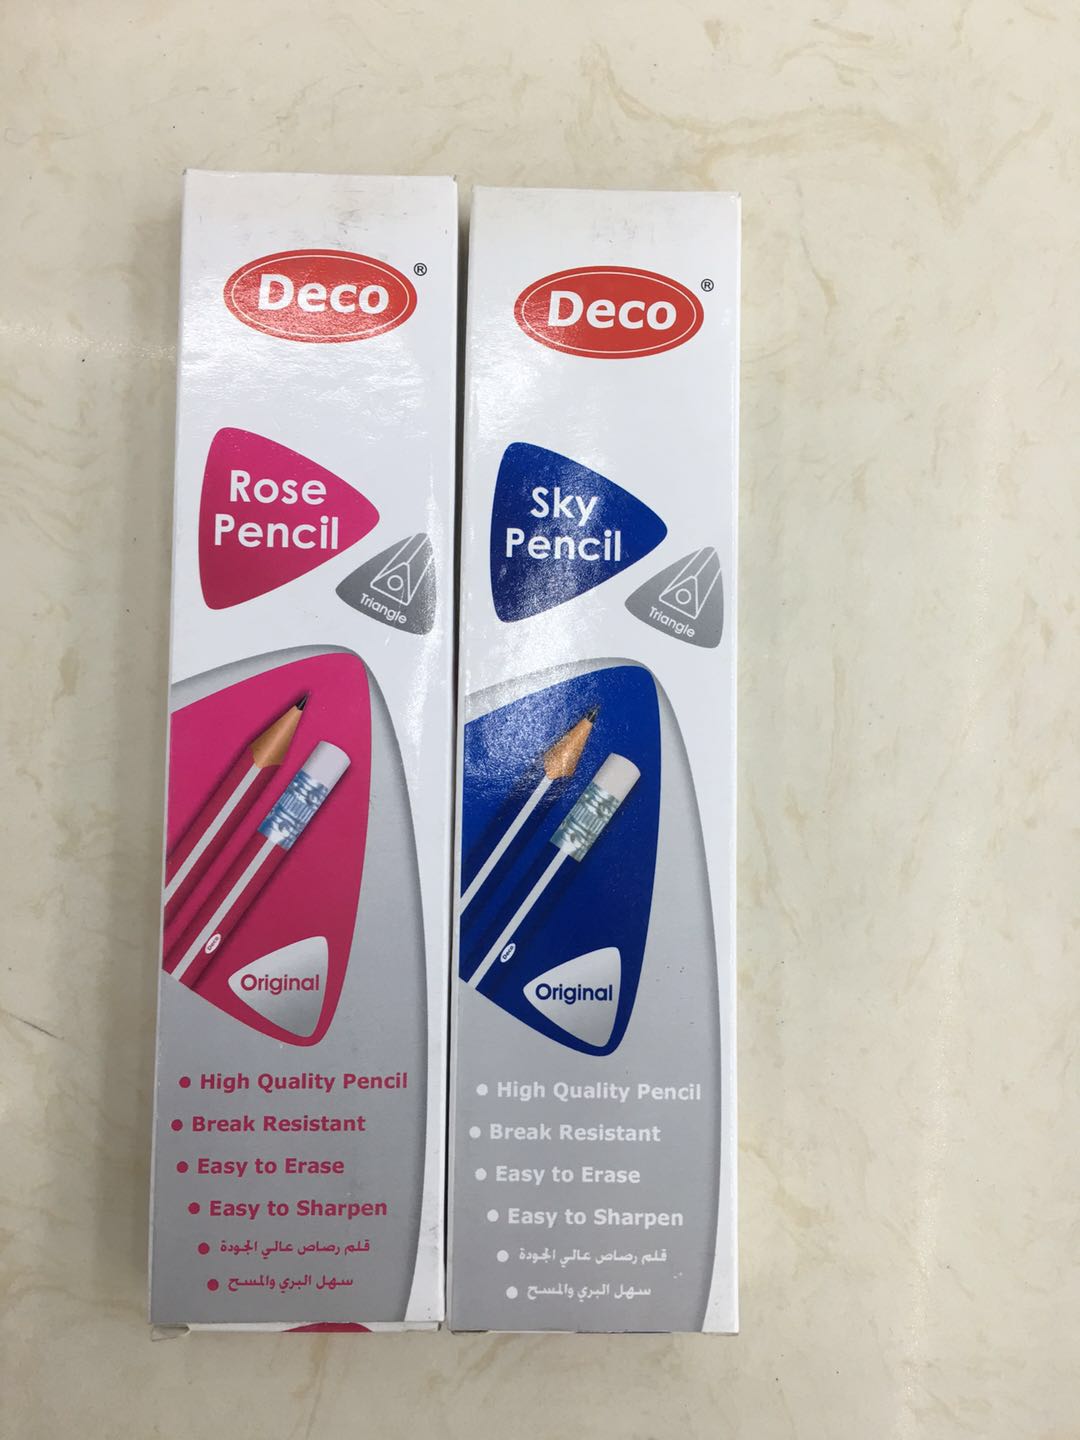 Deco®
Rose
Pencil
Triangle
Deco
Original
High Quality Pencil
Break Resistant
Easy to Erase
Easy to Sharpen
قلم رصاص عالي الجودة
سهل البري والمسح
Deco®
Sky
Pencil
Triangle
Deco
Original
High Quality Pencil
Break Resistant
Easy to Erase
Easy to Sharpen
قلم رصاص عالي الجودة
سهل البري والمسح